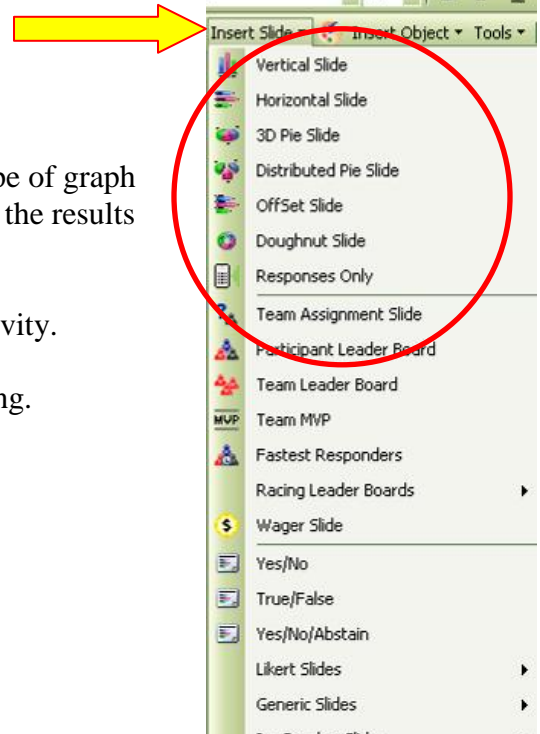 Insert Slide Insert Object Tools
Vertical Slide
Horizontal Slide
3D Pie Slide
pe of graph
Distributed Pie Slide
the results
OffSet Slide
Doughnut Slide
Responses Only
vity.
Team Assignment Slide
Participant Leader Board
ng.
Team Leader Board
MVP Team MVP
Fastest Responders
Racing Leader Boards
$ Wager Slide
Yes/No
True/False
Yes/No/Abstain
Likert Slides
Generic Slides